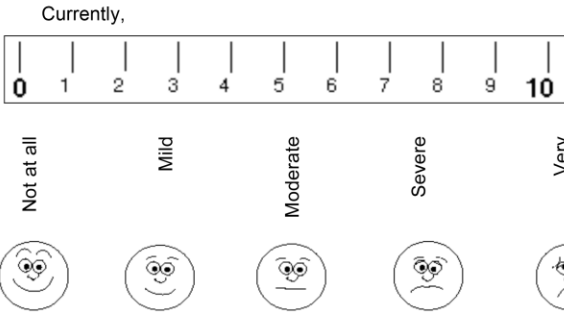 Currently,
0 1 2 3 4 5 6 7 8 9 10
Not at all
Mild
Moderate
Severe
Very